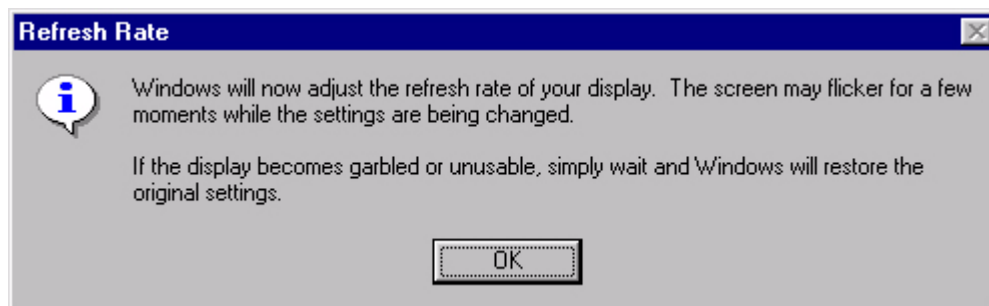 Refresh Rate
Windows will now adjust the refresh rate of your display.  The screen may flicker for a few
moments while the settings are being changed.
If the display becomes garbled or unusable, simply wait and Windows will restore the
original settings.
OK